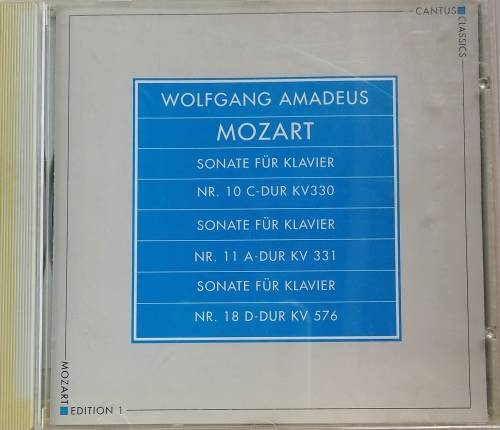 CANTUS
CLASSICS
WOLFGANG AMADEUS
MOZART
SONATE FÜR KLAVIER
NR. 10 C-DUR KV330
SONATE FÜR KLAVIER
NR. 11 A-DUR KV 331
SONATE FÜR KLAVIER
NR. 18 D-DUR KV 576
MOZART
EDITION 1